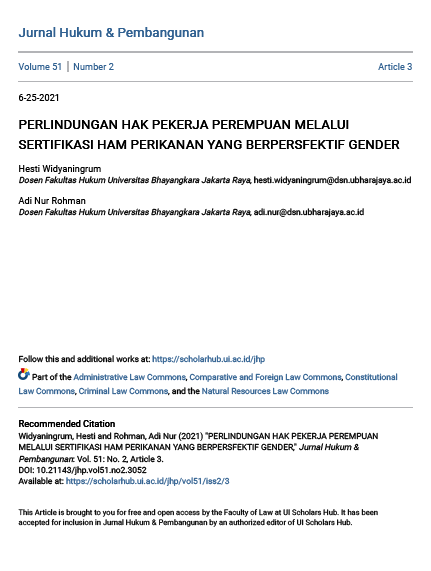 Jurnal Hukum & Pembangunan
Volume 51 | Number 2 Article 3
6-25-2021
PERLINDUNGAN HAK PEKERJA PEREMPUAN MELALUI
SERTIFIKASI HAM PERIKANAN YANG BERPERSFEKTIF GENDER
Hesti Widyaningrum
Dosen Fakultas Hukum Universitas Bhayangkara Jakarta Raya, hesti.widyaningrum@dsn.ubharajaya.ac.id
Adi Nur Rohman
Dosen Fakultas Hukum Universitas Bhayangkara Jakarta Raya, adi.nur@dsn.ubharajaya.ac.id
Follow this and additional works at: https://scholarhub.ui.ac.id/jhp
Part of the Administrative Law Commons, Comparative and Foreign Law Commons, Constitutional
Law Commons, Criminal Law Commons, and the Natural Resources Law Commons
Recommended Citation
Widyaningrum, Hesti and Rohman, Adi Nur (2021) "PERLINDUNGAN HAK PEKERJA PEREMPUAN
MELALUI SERTIFIKASI HAM PERIKANAN YANG BERPERSFEKTIF GENDER," Jurnal Hukum &
Pembangunan: Vol. 51: No. 2, Article 3.
DOI: 10.21143/jhp.vol51.no2.3052
Available at: https://scholarhub.ui.ac.id/jhp/vol51/iss2/3
This Article is brought to you for free and open access by the Faculty of Law at UI Scholars Hub. It has been
accepted for inclusion in Jurnal Hukum & Pembangunan by an authorized editor of UI Scholars Hub.